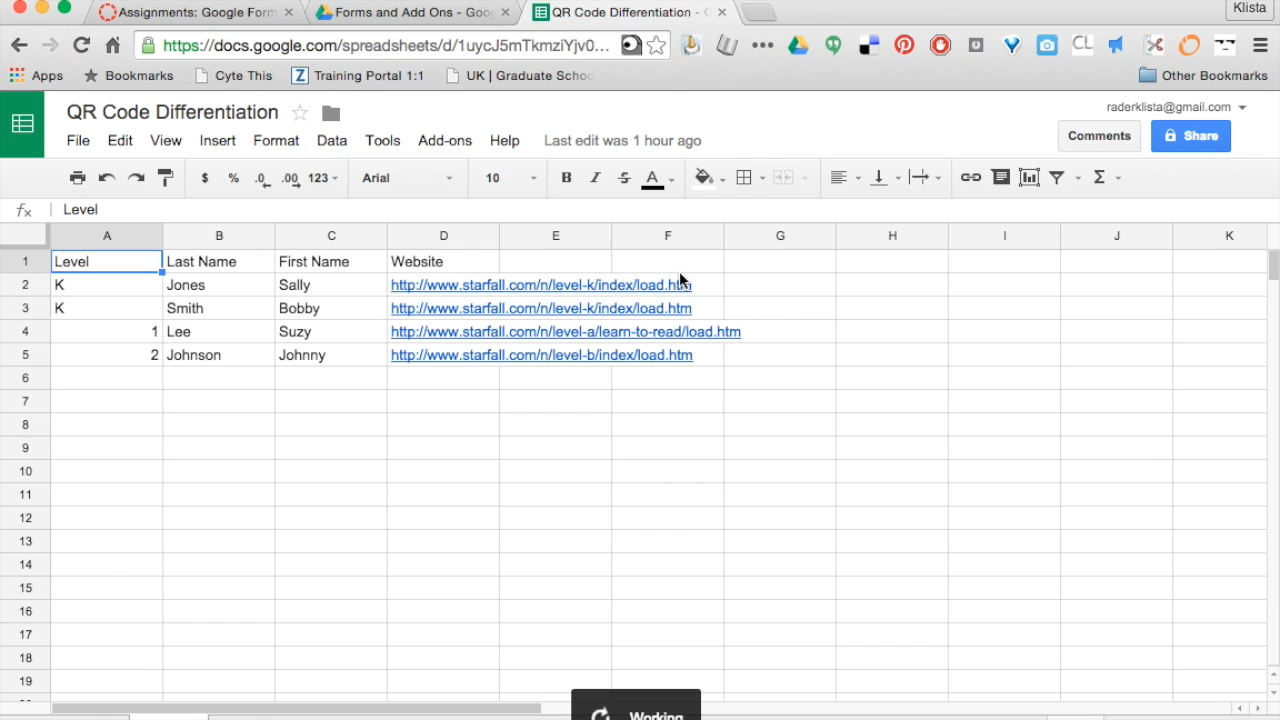 Assignments: Google Form
Forms and Add Ons - Goo
QR Code Differentiation - G
Klista
https://docs.google.com/spreadsheets/d/1uycJ5mTkmziYjv0...
Apps Bookmarks Cyte This Training Portal 1:1 UK | Graduate Schoo Other Bookmarks
QR Code Differentiation
raderklista@gmail.com
File Edit View Insert Format Data Tools Add-ons Help Last edit was 1 hour ago
Comments Share
$ % .0 .00 123 Arial 10 B I S A Σ
fx Level
A B C D E F G H I J K
1 Level Last Name First Name Website
2 K Jones Sally http://www.starfall.com/n/level-k/index/load.htm
3 K Smith Bobby http://www.starfall.com/n/level-k/index/load.htm
4 1 Lee Suzy http://www.starfall.com/n/level-a/learn-to-read/load.htm
5 2 Johnson Johnny http://www.starfall.com/n/level-b/index/load.htm
6
7
8
9
10
11
12
13
14
15
16
17
18
19
Working